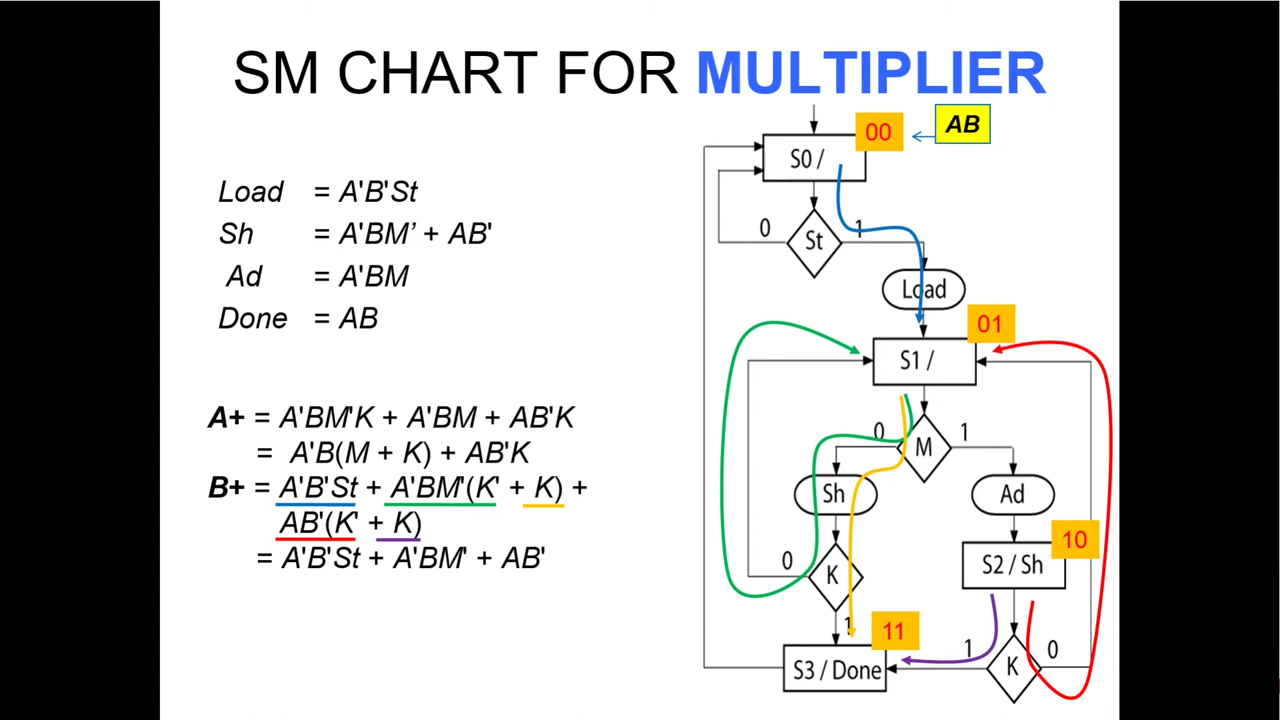 SM CHART FOR MULTIPLIER
Load = A'B'St
Sh = A'BM’ + AB'
Ad = A'BM
Done = AB
A+ = A'BM'K + A'BM + AB'K
= A'B(M + K) + AB'K
B+ = A'B'St + A'BM'(K' + K) +
AB'(K' + K)
= A'B'St + A'BM' + AB'
00
AB
S0 /
0
St
1
Load
01
S1 /
0
M
1
Sh
Ad
10
0
K
S2 / Sh
1
11
S3 / Done
1
K
0